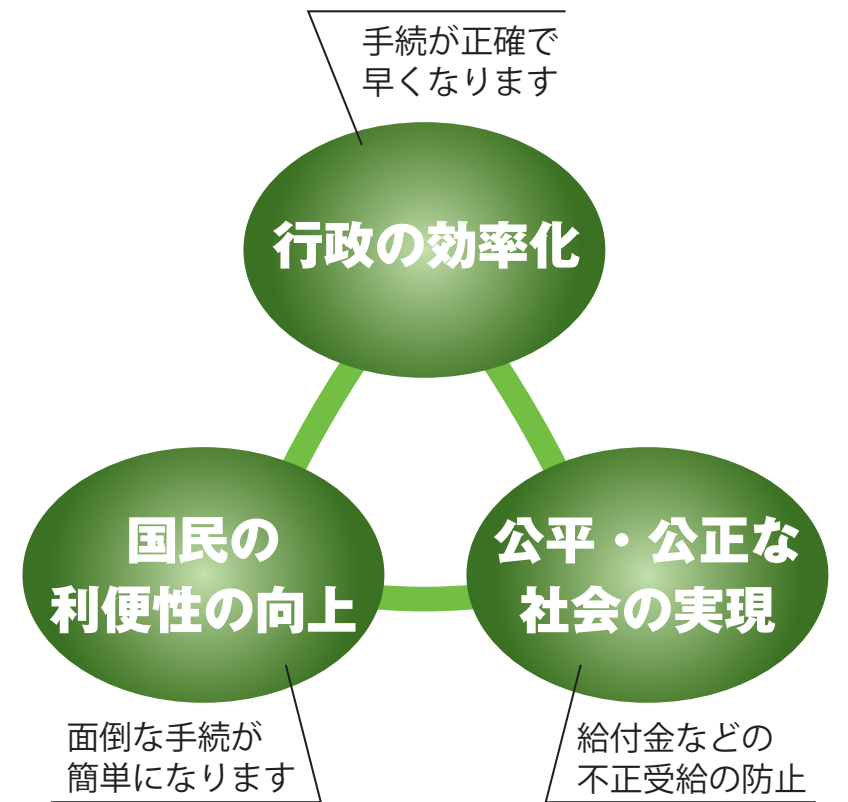 手続が正確で
早くなります
行政の効率化
国民の
利便性の向上
公平・公正な
社会の実現
面倒な手続が
簡単になります
給付金などの
不正受給の防止